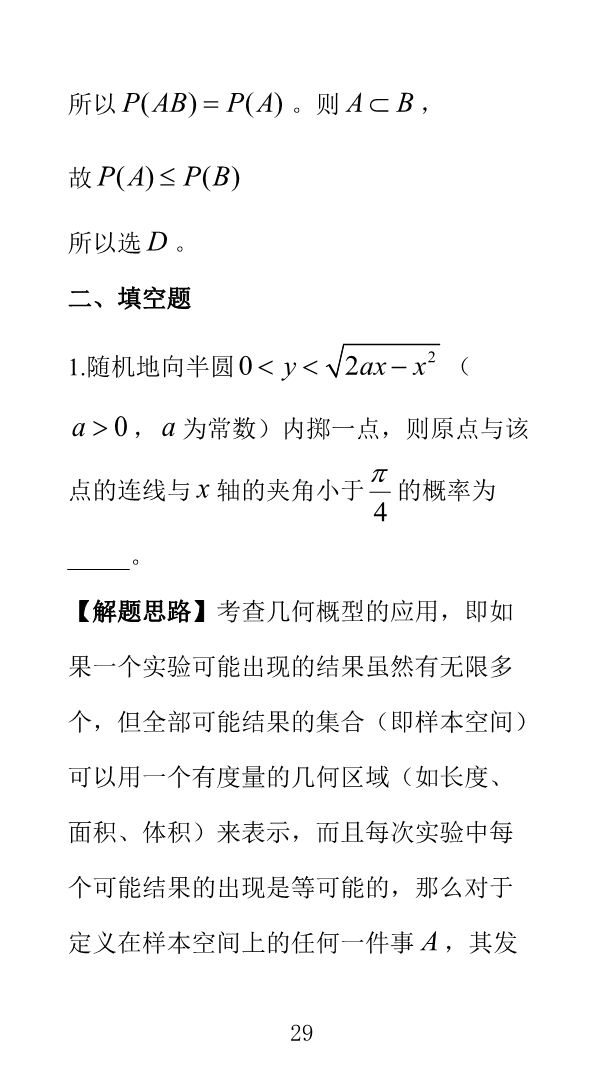 所以 P(AB) = P(A) 。则 A ⊂ B ，
故 P(A) ≤ P(B)
所以选 D 。
二、填空题
1.随机地向半圆 0 < y < √(2ax − x²) （
a > 0 ， a 为常数）内掷一点，则原点与该
点的连线与 x 轴的夹角小于 π/4 的概率为
_____。
【解题思路】考查几何概型的应用，即如
果一个实验可能出现的结果虽然有无限多
个，但全部可能结果的集合（即样本空间）
可以用一个有度量的几何区域（如长度、
面积、体积）来表示，而且每次实验中每
个可能结果的出现是等可能的，那么对于
定义在样本空间上的任何一件事 A ，其发
29